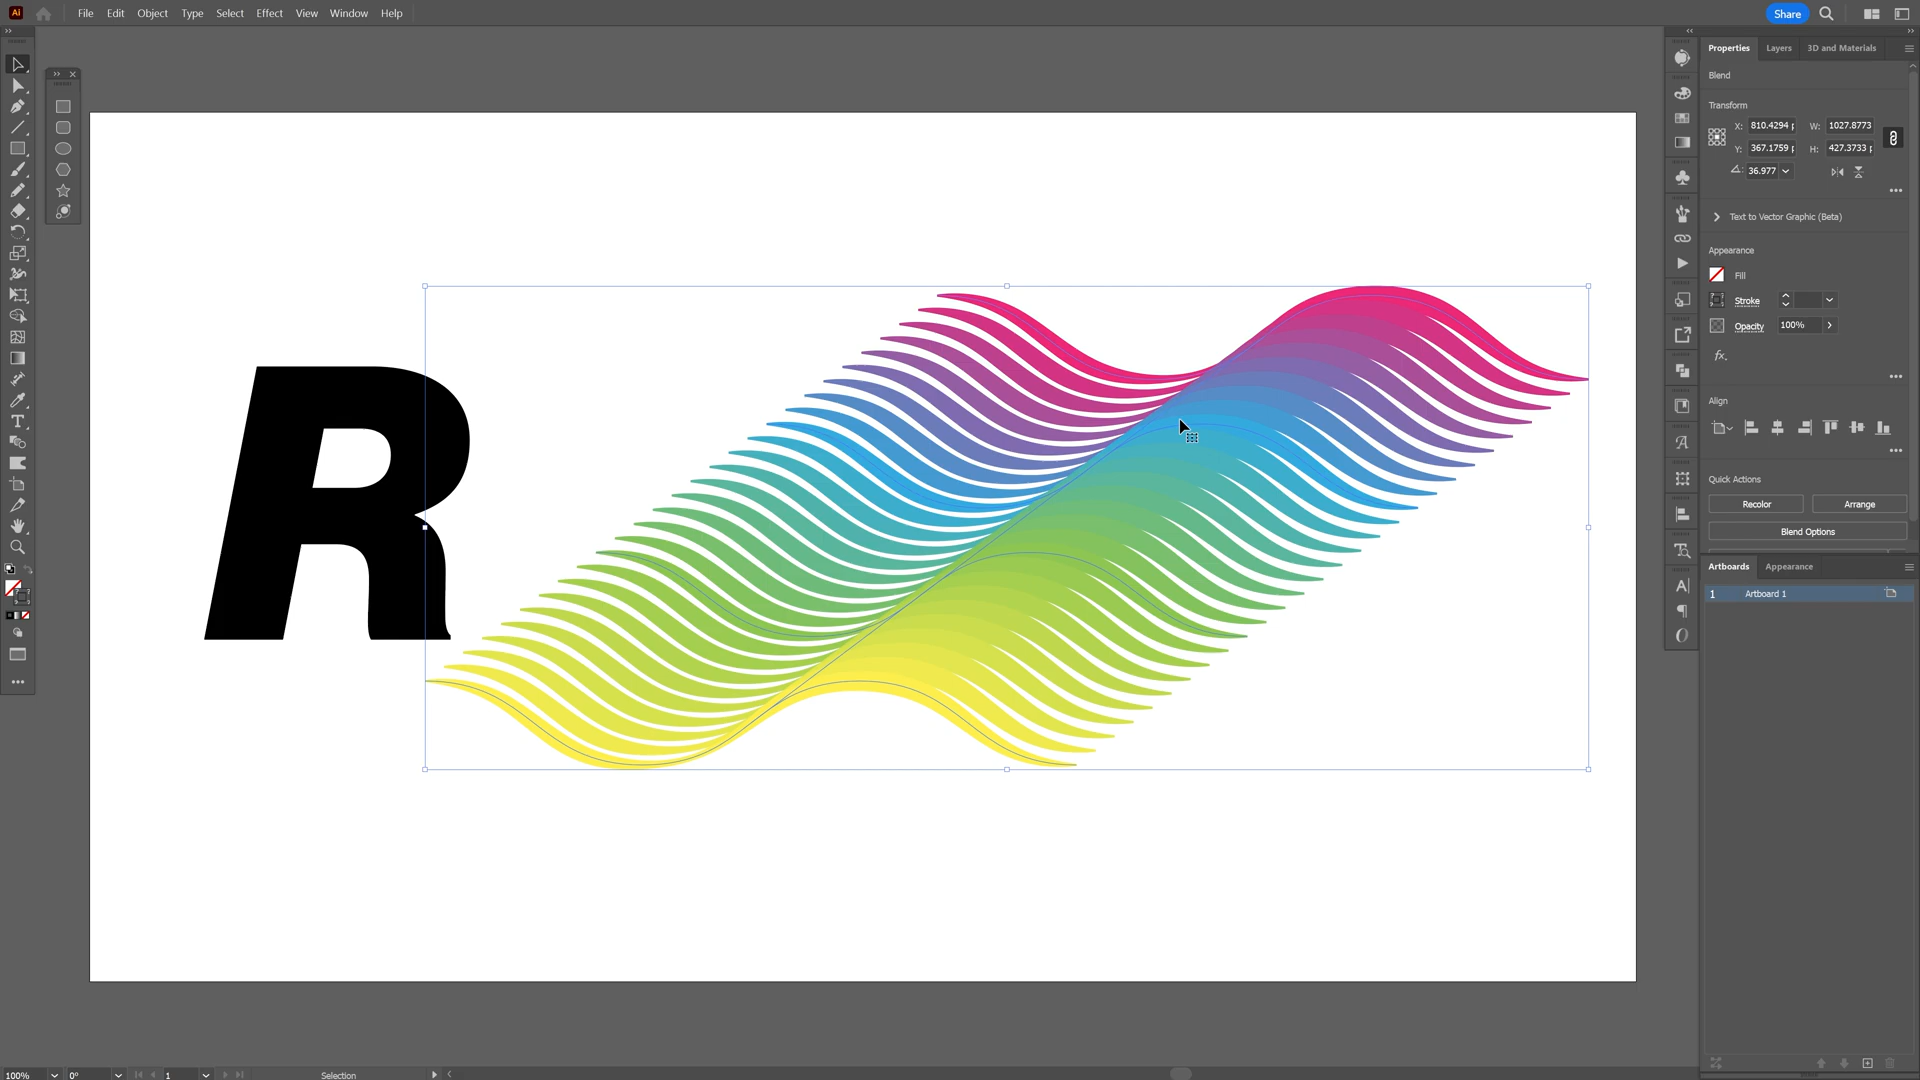 Ai File Edit Object Type Select Effect View Window Help Share
Properties Layers 3D and Materials
Blend
Transform
X: 810.4294 p W: 1027.8773
Y: 367.1759 p H: 427.3733 p
36.977
Text to Vector Graphic (Beta)
Appearance
Fill
Stroke
Opacity 100%
fx.
Align
Quick Actions
Recolor Arrange
Blend Options
Artboards Appearance
1 Artboard 1
R
100% 0° 1 Selection